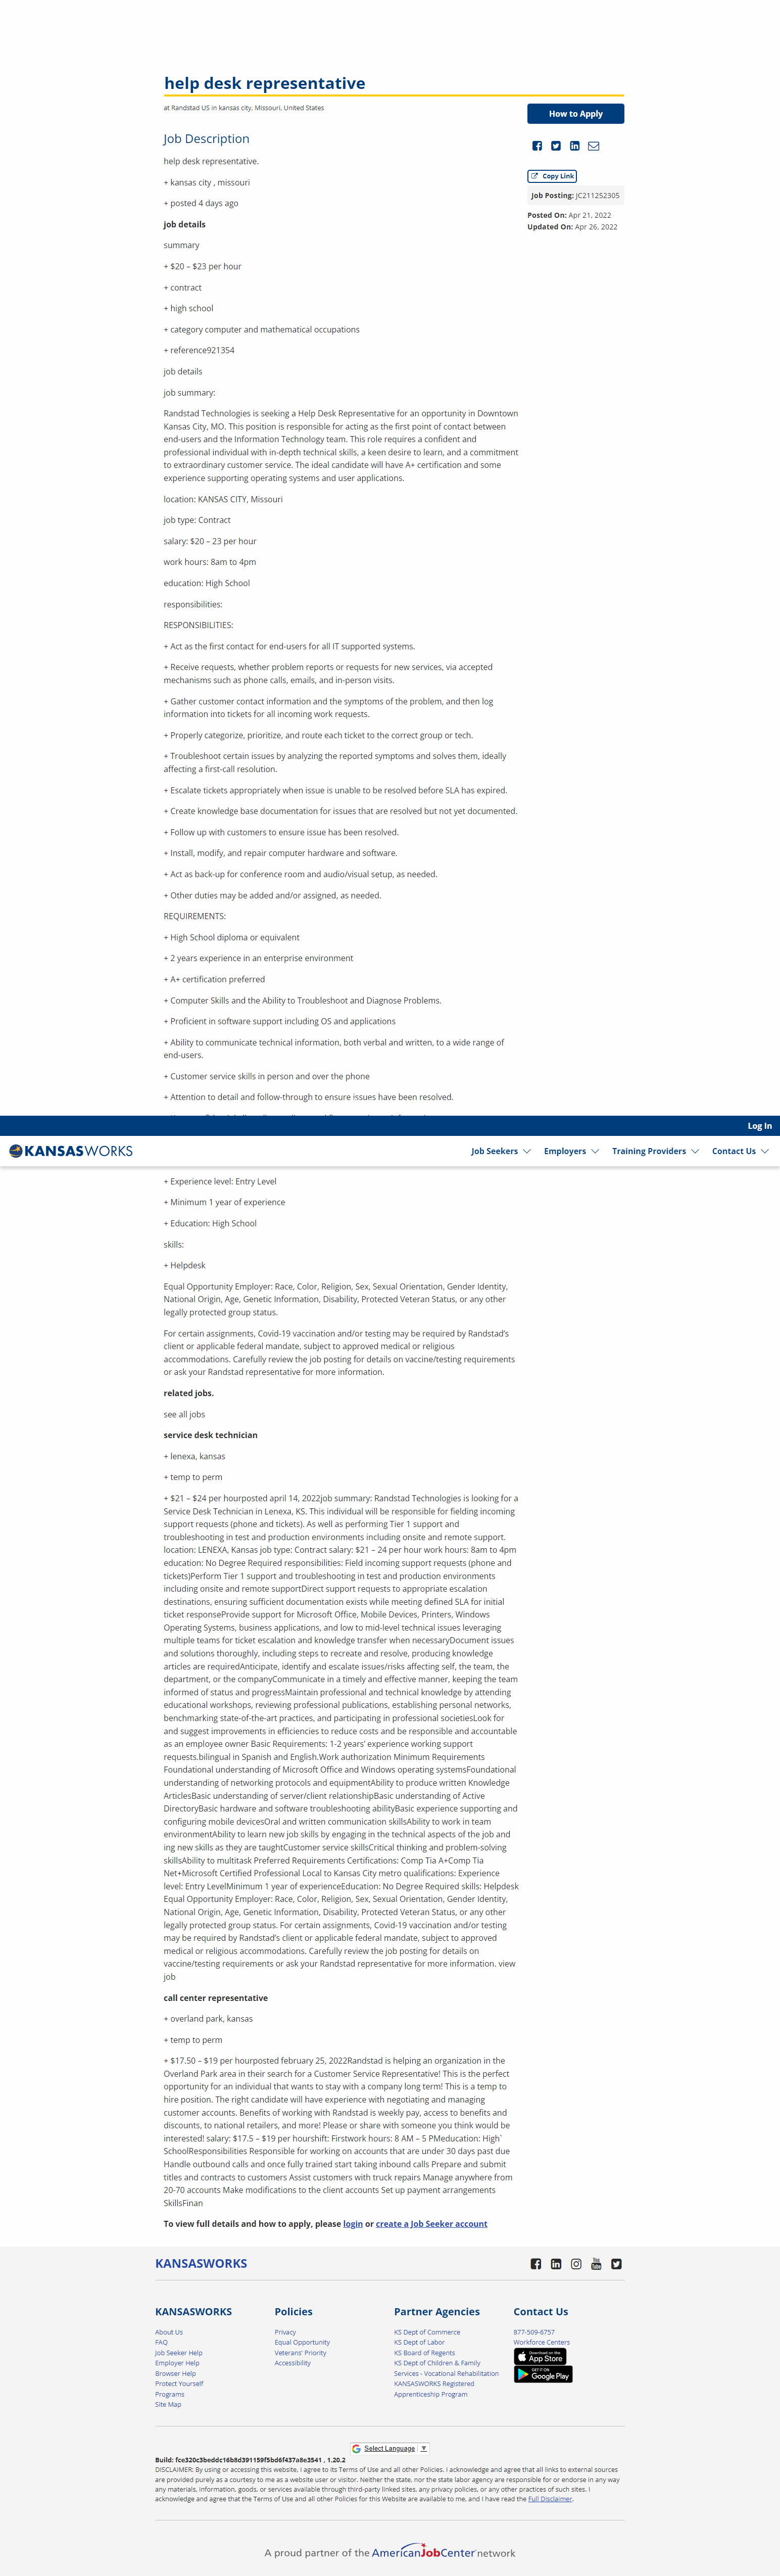 help desk representative
at Randstad US in kansas city, Missouri, United States
How to Apply
Copy Link
Job Posting: JC211252305
Posted On: Apr 21, 2022
Updated On: Apr 26, 2022
Job Description
help desk representative.
+ kansas city , missouri
+ posted 4 days ago
job details
summary
+ $20 – $23 per hour
+ contract
+ high school
+ category computer and mathematical occupations
+ reference921354
job details
job summary:
Randstad Technologies is seeking a Help Desk Representative for an opportunity in Downtown
Kansas City, MO. This position is responsible for acting as the first point of contact between
end-users and the Information Technology team. This role requires a confident and
professional individual with in-depth technical skills, a keen desire to learn, and a commitment
to extraordinary customer service. The ideal candidate will have A+ certification and some
experience supporting operating systems and user applications.
location: KANSAS CITY, Missouri
job type: Contract
salary: $20 – 23 per hour
work hours: 8am to 4pm
education: High School
responsibilities:
RESPONSIBILITIES:
+ Act as the first contact for end-users for all IT supported systems.
+ Receive requests, whether problem reports or requests for new services, via accepted
mechanisms such as phone calls, emails, and in-person visits.
+ Gather customer contact information and the symptoms of the problem, and then log
information into tickets for all incoming work requests.
+ Properly categorize, prioritize, and route each ticket to the correct group or tech.
+ Troubleshoot certain issues by analyzing the reported symptoms and solves them, ideally
affecting a first-call resolution.
+ Escalate tickets appropriately when issue is unable to be resolved before SLA has expired.
+ Create knowledge base documentation for issues that are resolved but not yet documented.
+ Follow up with customers to ensure issue has been resolved.
+ Install, modify, and repair computer hardware and software.
+ Act as back-up for conference room and audio/visual setup, as needed.
+ Other duties may be added and/or assigned, as needed.
REQUIREMENTS:
+ High School diploma or equivalent
+ 2 years experience in an enterprise environment
+ A+ certification preferred
+ Computer Skills and the Ability to Troubleshoot and Diagnose Problems.
+ Proficient in software support including OS and applications
+ Ability to communicate technical information, both verbal and written, to a wide range of
end-users.
+ Customer service skills in person and over the phone
+ Attention to detail and follow-through to ensure issues have been resolved.
Log In
KANSASWORKS
Job Seekers
Employers
Training Providers
Contact Us
+ Experience level: Entry Level
+ Minimum 1 year of experience
+ Education: High School
skills:
+ Helpdesk
Equal Opportunity Employer: Race, Color, Religion, Sex, Sexual Orientation, Gender Identity,
National Origin, Age, Genetic Information, Disability, Protected Veteran Status, or any other
legally protected group status.
For certain assignments, Covid-19 vaccination and/or testing may be required by Randstad's
client or applicable federal mandate, subject to approved medical or religious
accommodations. Carefully review the job posting for details on vaccine/testing requirements
or ask your Randstad representative for more information.
related jobs.
see all jobs
service desk technician
+ lenexa, kansas
+ temp to perm
+ $21 – $24 per hourposted april 14, 2022job summary: Randstad Technologies is looking for a
Service Desk Technician in Lenexa, KS. This individual will be responsible for fielding incoming
support requests (phone and tickets). As well as performing Tier 1 support and
troubleshooting in test and production environments including onsite and remote support.
location: LENEXA, Kansas job type: Contract salary: $21 – 24 per hour work hours: 8am to 4pm
education: No Degree Required responsibilities: Field incoming support requests (phone and
tickets)Perform Tier 1 support and troubleshooting in test and production environments
including onsite and remote supportDirect support requests to appropriate escalation
destinations, ensuring sufficient documentation exists while meeting defined SLA for initial
ticket responseProvide support for Microsoft Office, Mobile Devices, Printers, Windows
Operating Systems, business applications, and low to mid-level technical issues leveraging
multiple teams for ticket escalation and knowledge transfer when necessaryDocument issues
and solutions thoroughly, including steps to recreate and resolve, producing knowledge
articles are requiredAnticipate, identify and escalate issues/risks affecting self, the team, the
department, or the companyCommunicate in a timely and effective manner, keeping the team
informed of status and progressMaintain professional and technical knowledge by attending
educational workshops, reviewing professional publications, establishing personal networks,
benchmarking state-of-the-art practices, and participating in professional societiesLook for
and suggest improvements in efficiencies to reduce costs and be responsible and accountable
as an employee owner Basic Requirements: 1-2 years' experience working support
requests.bilingual in Spanish and English.Work authorization Minimum Requirements
Foundational understanding of Microsoft Office and Windows operating systemsFoundational
understanding of networking protocols and equipmentAbility to produce written Knowledge
ArticlesBasic understanding of server/client relationshipBasic understanding of Active
DirectoryBasic hardware and software troubleshooting abilityBasic experience supporting and
configuring mobile devicesOral and written communication skillsAbility to work in team
environmentAbility to learn new job skills by engaging in the technical aspects of the job and
ing new skills as they are taughtCustomer service skillsCritical thinking and problem-solving
skillsAbility to multitask Preferred Requirements Certifications: Comp Tia A+Comp Tia
Net+Microsoft Certified Professional Local to Kansas City metro qualifications: Experience
level: Entry LevelMinimum 1 year of experienceEducation: No Degree Required skills: Helpdesk
Equal Opportunity Employer: Race, Color, Religion, Sex, Sexual Orientation, Gender Identity,
National Origin, Age, Genetic Information, Disability, Protected Veteran Status, or any other
legally protected group status. For certain assignments, Covid-19 vaccination and/or testing
may be required by Randstad's client or applicable federal mandate, subject to approved
medical or religious accommodations. Carefully review the job posting for details on
vaccine/testing requirements or ask your Randstad representative for more information. view
job
call center representative
+ overland park, kansas
+ temp to perm
+ $17.50 – $19 per hourposted february 25, 2022Randstad is helping an organization in the
Overland Park area in their search for a Customer Service Representative! This is the perfect
opportunity for an individual that wants to stay with a company long term! This is a temp to
hire position. The right candidate will have experience with negotiating and managing
customer accounts. Benefits of working with Randstad is weekly pay, access to benefits and
discounts, to national retailers, and more! Please or share with someone you think would be
interested! salary: $17.5 – $19 per hourshift: Firstwork hours: 8 AM – 5 PMeducation: High`
SchoolResponsibilities Responsible for working on accounts that are under 30 days past due
Handle outbound calls and once fully trained start taking inbound calls Prepare and submit
titles and contracts to customers Assist customers with truck repairs Manage anywhere from
20-70 accounts Make modifications to the client accounts Set up payment arrangements
SkillsFinan
To view full details and how to apply, please login or create a Job Seeker account
KANSASWORKS
KANSASWORKS
About Us
FAQ
Job Seeker Help
Employer Help
Browser Help
Protect Yourself
Programs
Site Map
Policies
Privacy
Equal Opportunity
Veterans' Priority
Accessibility
Partner Agencies
KS Dept of Commerce
KS Dept of Labor
KS Board of Regents
KS Dept of Children & Family
Services - Vocational Rehabilitation
KANSASWORKS Registered
Apprenticeship Program
Contact Us
877-509-6757
Workforce Centers
Download on the
App Store
GET IT ON
Google Play
Select Language
Build: fce320c3beddc16b8d391159f5bd6f437a8e3541 , 1.20.2
DISCLAIMER: By using or accessing this website, I agree to its Terms of Use and all other Policies. I acknowledge and agree that all links to external sources
are provided purely as a courtesy to me as a website user or visitor. Neither the state, nor the state labor agency are responsible for or endorse in any way
any materials, information, goods, or services available through third-party linked sites, any privacy policies, or any other practices of such sites. I
acknowledge and agree that the Terms of Use and all other Policies for this Website are available to me, and I have read the Full Disclaimer.
A proud partner of the AmericanJobCenter network